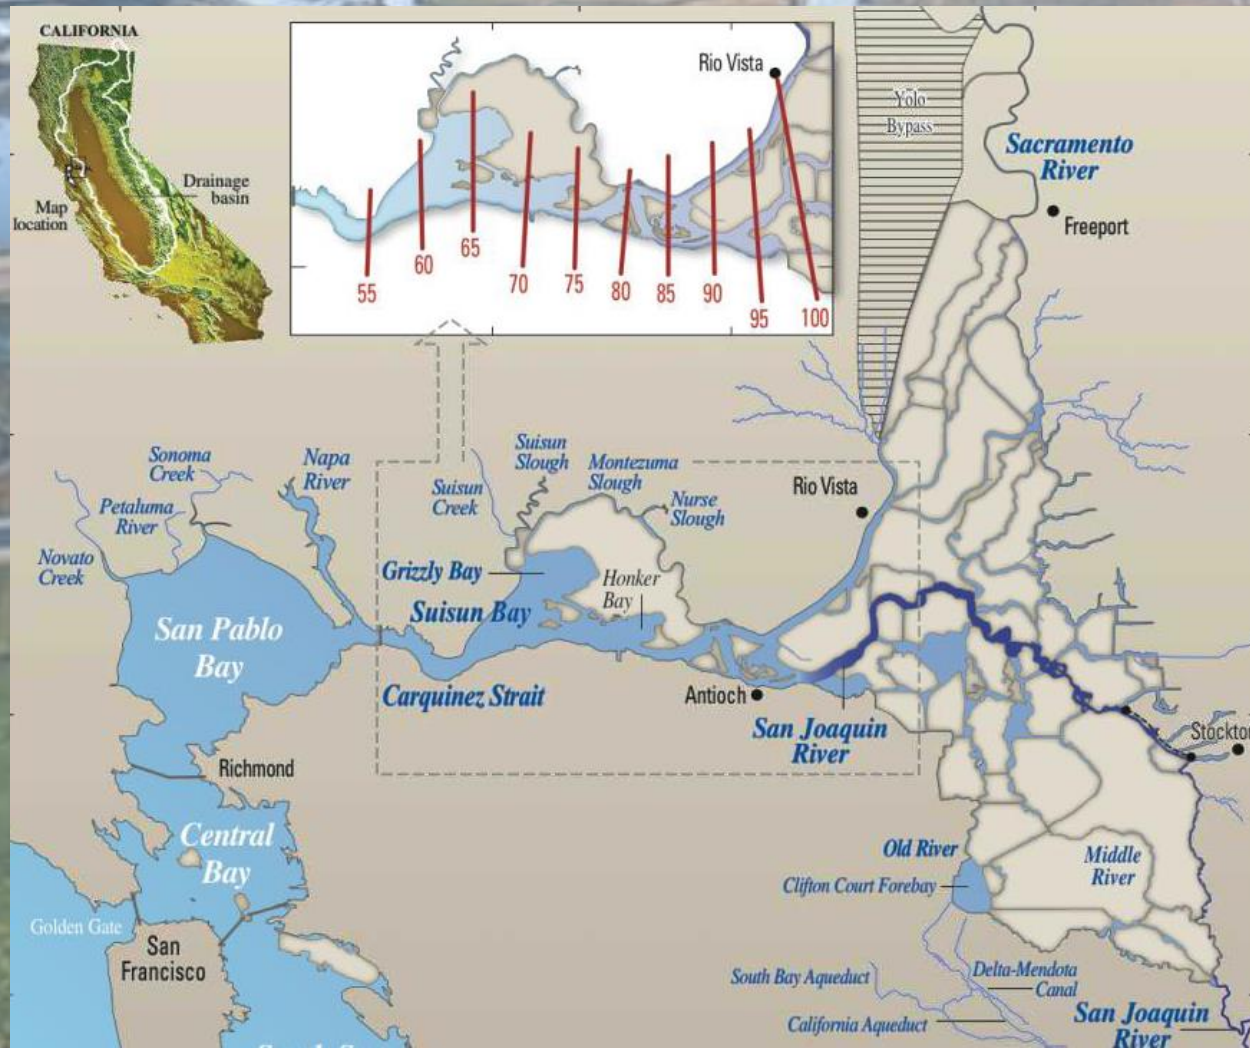 CALIFORNIA
Drainage
basin
Map
location
Rio Vista
55
60
65
70
75
80
85
90
95
100
Yolo
Bypass
Sacramento
River
Freeport
Sonoma
Creek
Napa
River
Petaluma
River
Novato
Creek
Suisun
Creek
Suisun
Slough
Montezuma
Slough
Nurse
Slough
Rio Vista
Grizzly Bay
Honker
Bay
Suisun Bay
San Pablo
Bay
Carquinez Strait
Antioch
San Joaquin
River
Stockto
Richmond
Central
Bay
Old River
Clifton Court Forebay
Middle
River
Golden Gate
San
Francisco
South Bay Aqueduct
Delta-Mendota
Canal
California Aqueduct
San Joaquin
River